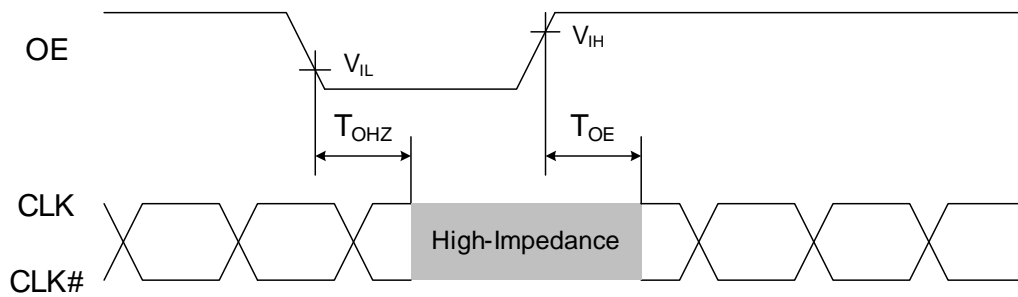 OE
V_IL
V_IH
T_OHZ
T_OE
CLK
High-Impedance
CLK#